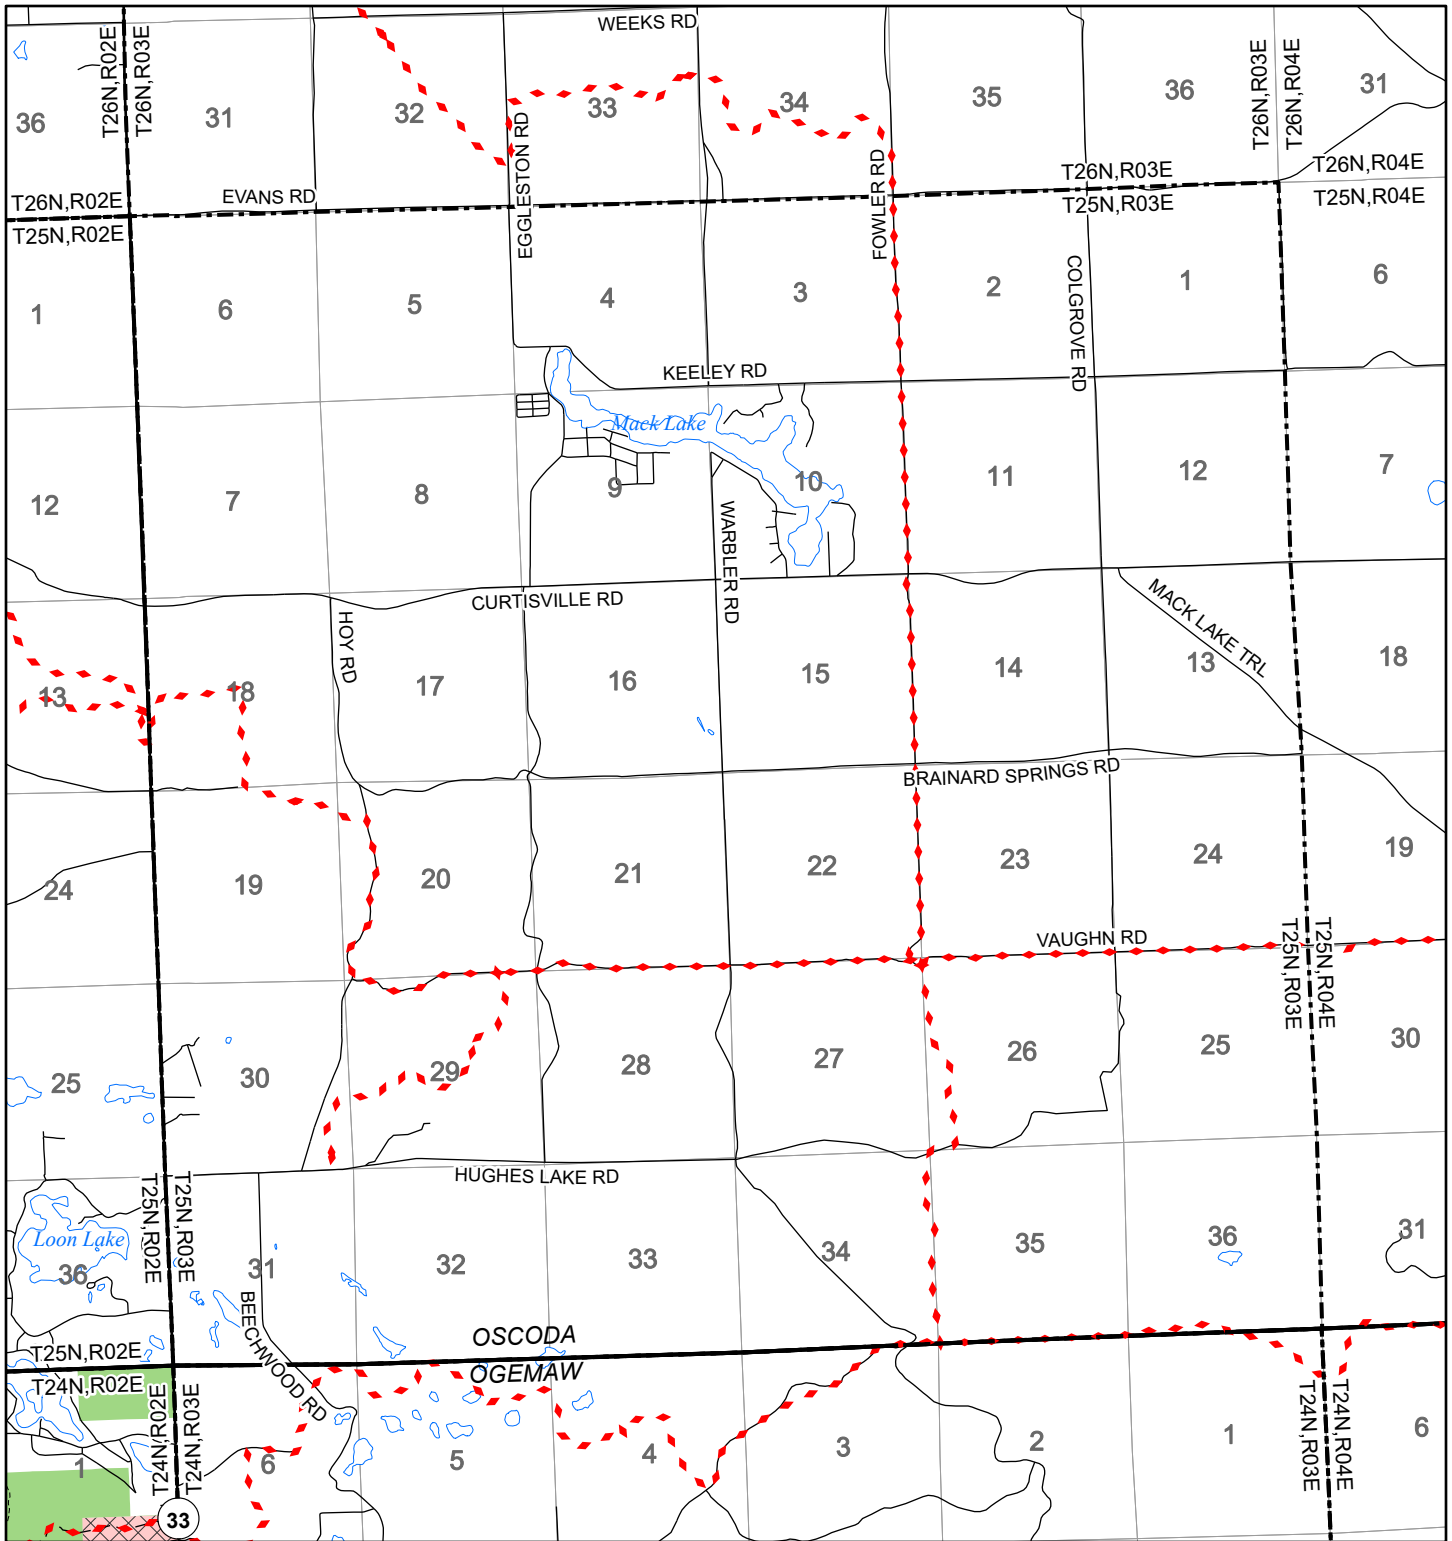 WEEKS RD
36
T26N,R02E
T26N,R03E
31
32
33
34
35
36
T26N,R03E
T26N,R04E
31
EGGLESTON RD
FOWLER RD
T26N,R02E
EVANS RD
T26N,R03E
T26N,R04E
T25N,R02E
T25N,R03E
T25N,R04E
1
6
5
4
3
2
COLGROVE RD
1
6
KEELEY RD
Mack Lake
12
7
8
9
10
11
12
7
WARBLER RD
CURTISVILLE RD
HOY RD
MACK LAKE TRL
13
18
17
16
15
14
13
18
BRAINARD SPRINGS RD
24
19
20
21
22
23
24
19
VAUGHN RD
T25N,R03E
T25N,R04E
25
30
29
28
27
26
25
30
HUGHES LAKE RD
T25N,R02E
T25N,R03E
Loon Lake
36
31
32
33
34
35
36
31
BEECHWOOD RD
OSCODA
T25N,R02E
OGEMAW
T24N,R02E
T24N,R02E
T24N,R03E
T24N,R03E
T24N,R04E
1
6
5
4
3
2
1
6
33